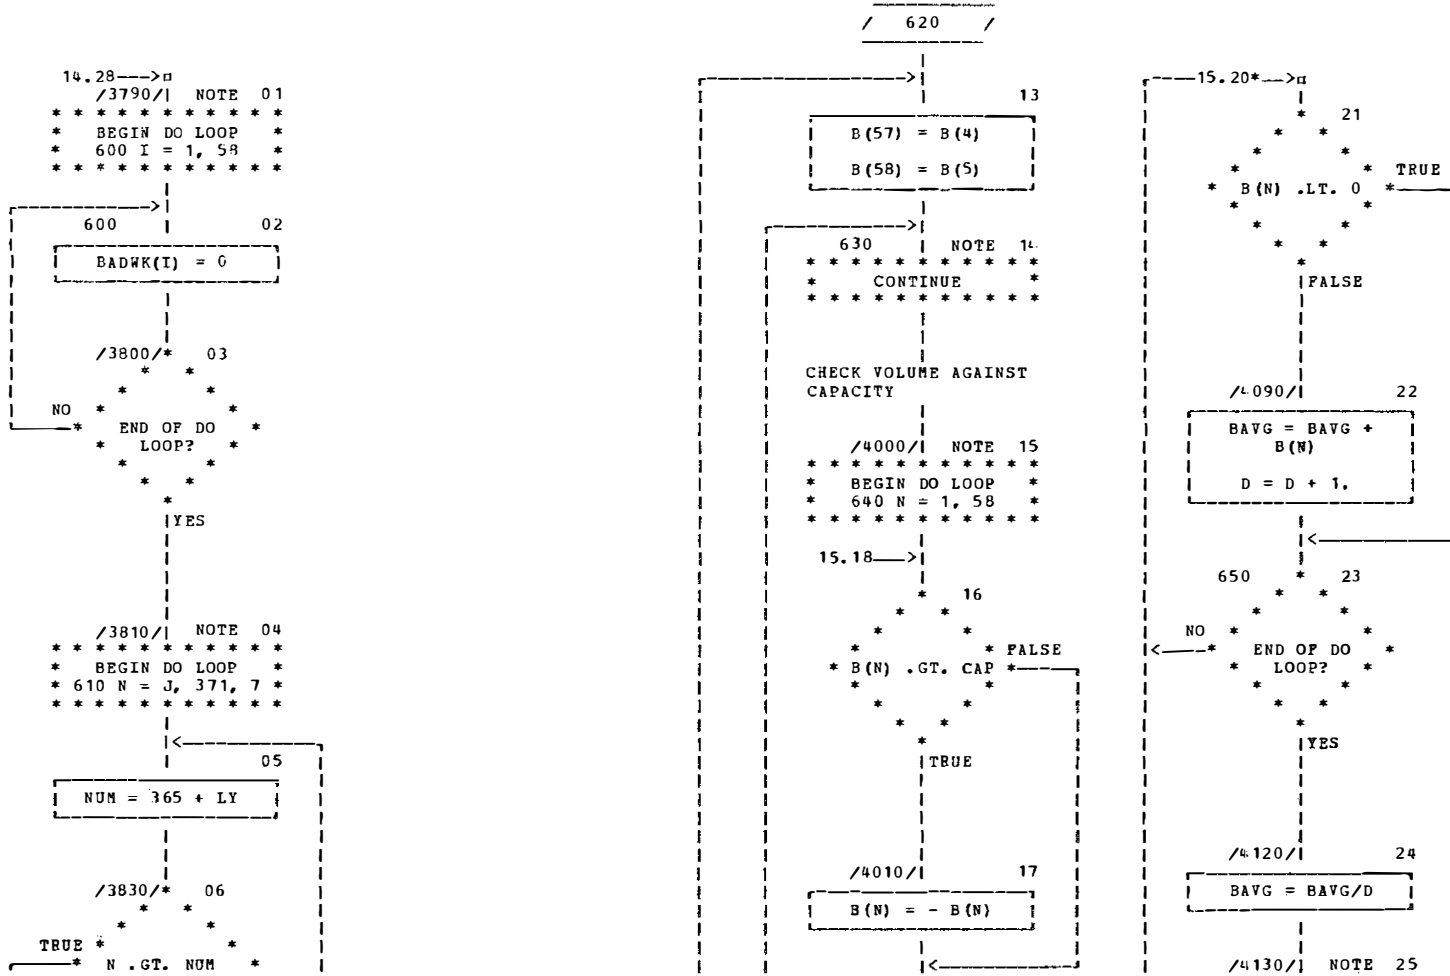 14.28--->
/3790/| NOTE 01
BEGIN DO LOOP
600 I = 1, 58
600 02
BADWK(I) = 0
/3800/* 03
NO
END OF DO
LOOP?
YES
/3810/| NOTE 04
BEGIN DO LOOP
610 N = J, 371, 7
05
NUM = 365 + LY
/3830/* 06
TRUE
N .GT. NUM
/ 620 /
13
B(57) = B(4)
B(58) = B(5)
630 NOTE 14
CONTINUE
CHECK VOLUME AGAINST
CAPACITY
/4000/| NOTE 15
BEGIN DO LOOP
640 N = 1, 58
15.18--->
16
FALSE
B(N) .GT. CAP
TRUE
/4010/| 17
B(N) = - B(N)
15.20*--->
21
TRUE
B(N) .LT. 0
FALSE
/4090/| 22
BAVG = BAVG +
B(N)
D = D + 1.
650 23
NO
END OF DO
LOOP?
YES
/4120/| 24
BAVG = BAVG/D
/4130/| NOTE 25